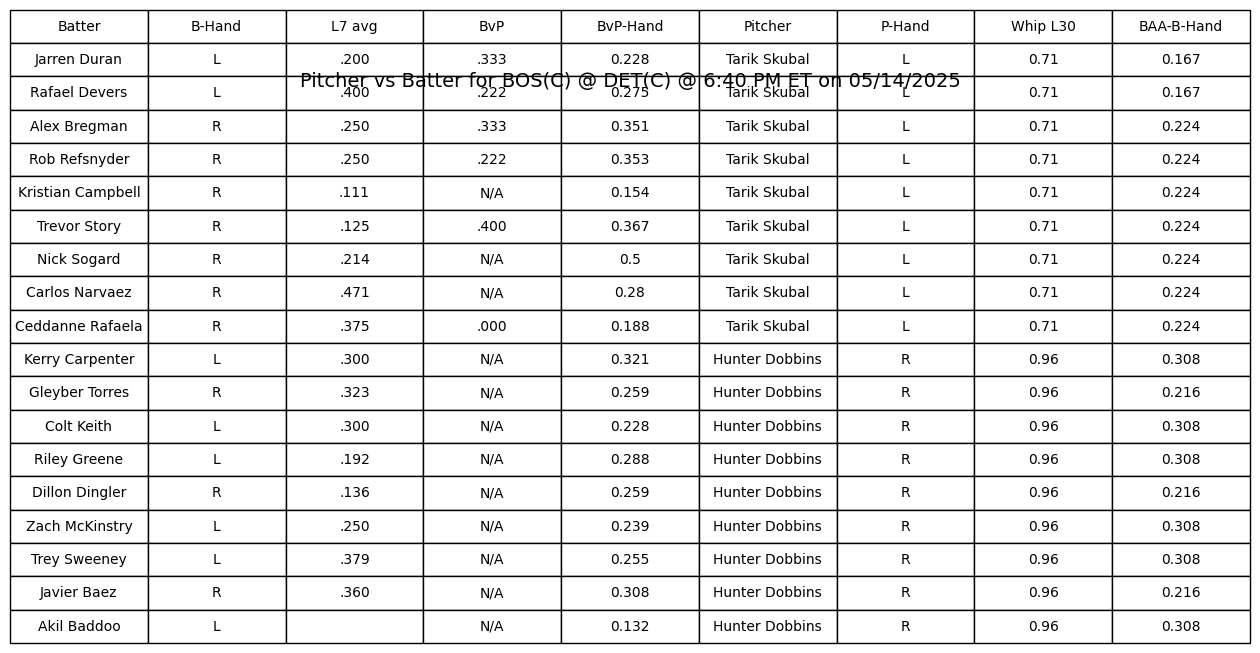 Batter B-Hand L7 avg BvP BvP-Hand Pitcher P-Hand Whip L30 BAA-B-Hand
Jarren Duran L .200 .333 0.228 Tarik Skubal L 0.71 0.167
Pitcher vs Batter for BOS(C) @ DET(C) @ 6:40 PM ET on 05/14/2025
Rafael Devers L .400 .222 0.275 Tarik Skubal L 0.71 0.167
Alex Bregman R .250 .333 0.351 Tarik Skubal L 0.71 0.224
Rob Refsnyder R .250 .222 0.353 Tarik Skubal L 0.71 0.224
Kristian Campbell R .111 N/A 0.154 Tarik Skubal L 0.71 0.224
Trevor Story R .125 .400 0.367 Tarik Skubal L 0.71 0.224
Nick Sogard R .214 N/A 0.5 Tarik Skubal L 0.71 0.224
Carlos Narvaez R .471 N/A 0.28 Tarik Skubal L 0.71 0.224
Ceddanne Rafaela R .375 .000 0.188 Tarik Skubal L 0.71 0.224
Kerry Carpenter L .300 N/A 0.321 Hunter Dobbins R 0.96 0.308
Gleyber Torres R .323 N/A 0.259 Hunter Dobbins R 0.96 0.216
Colt Keith L .300 N/A 0.228 Hunter Dobbins R 0.96 0.308
Riley Greene L .192 N/A 0.288 Hunter Dobbins R 0.96 0.308
Dillon Dingler R .136 N/A 0.259 Hunter Dobbins R 0.96 0.216
Zach McKinstry L .250 N/A 0.239 Hunter Dobbins R 0.96 0.308
Trey Sweeney L .379 N/A 0.255 Hunter Dobbins R 0.96 0.308
Javier Baez R .360 N/A 0.308 Hunter Dobbins R 0.96 0.216
Akil Baddoo L N/A 0.132 Hunter Dobbins R 0.96 0.308